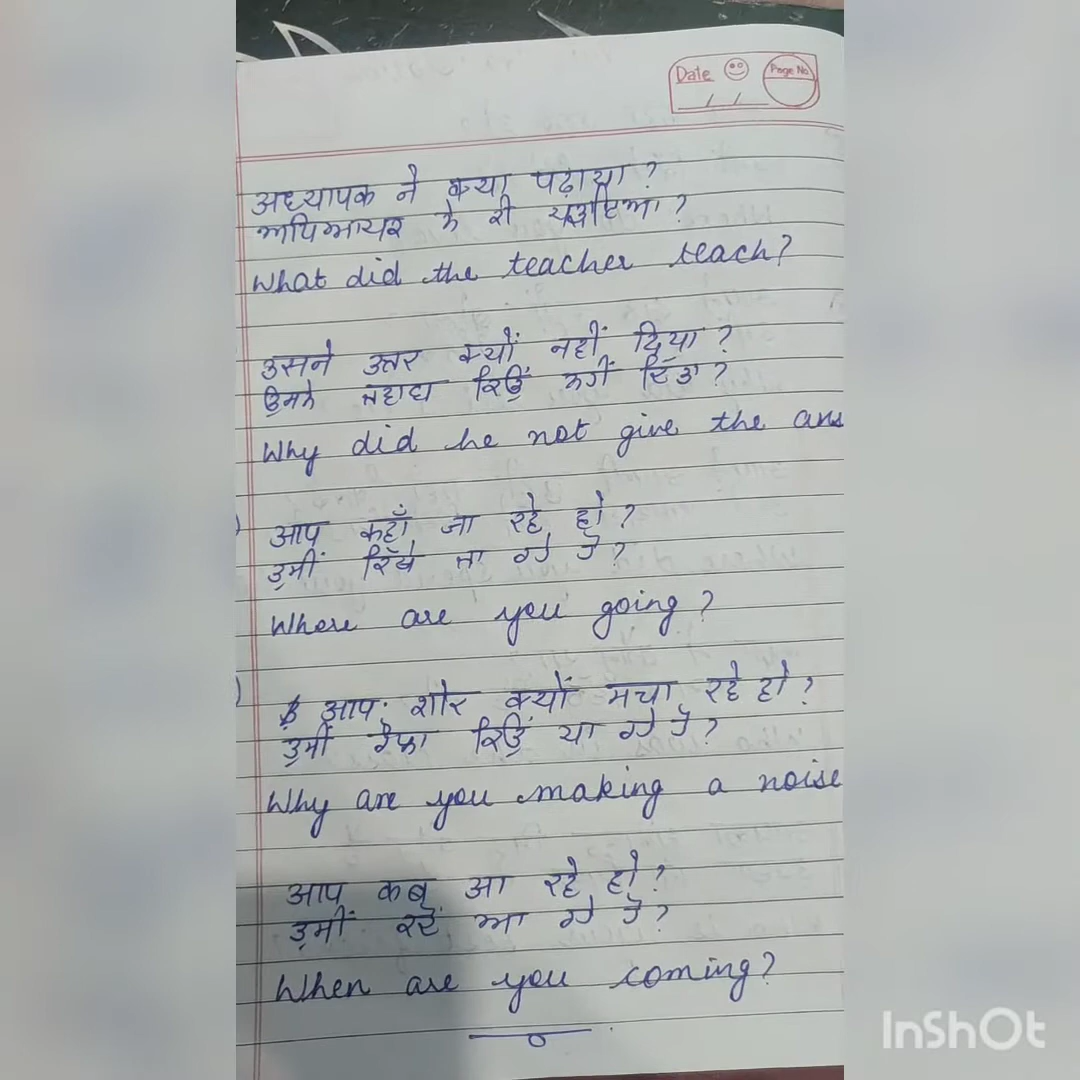 Date
Page No
अध्यापक ने क्या पढ़ाया?
ਅਧਿਆਪਕ ਨੇ ਕੀ ਪੜ੍ਹਾਇਆ?
What did the teacher teach?
उसने उत्तर क्यों नहीं दिया?
ਉਸਨੇ ਜਵਾਬ ਕਿਉਂ ਨਹੀਂ ਦਿੱਤਾ?
Why did he not give the ans
आप कहाँ जा रहे हो?
ਤੁਸੀਂ ਕਿੱਥੇ ਜਾ ਰਹੇ ਹੋ?
Where are you going?
आप शोर क्यों मचा रहे हो?
ਤੁਸੀਂ ਰੌਲਾ ਕਿਉਂ ਪਾ ਰਹੇ ਹੋ?
Why are you making a noise
आप कब आ रहे हो?
ਤੁਸੀਂ ਕਦੋਂ ਆ ਰਹੇ ਹੋ?
When are you coming?
InShOt